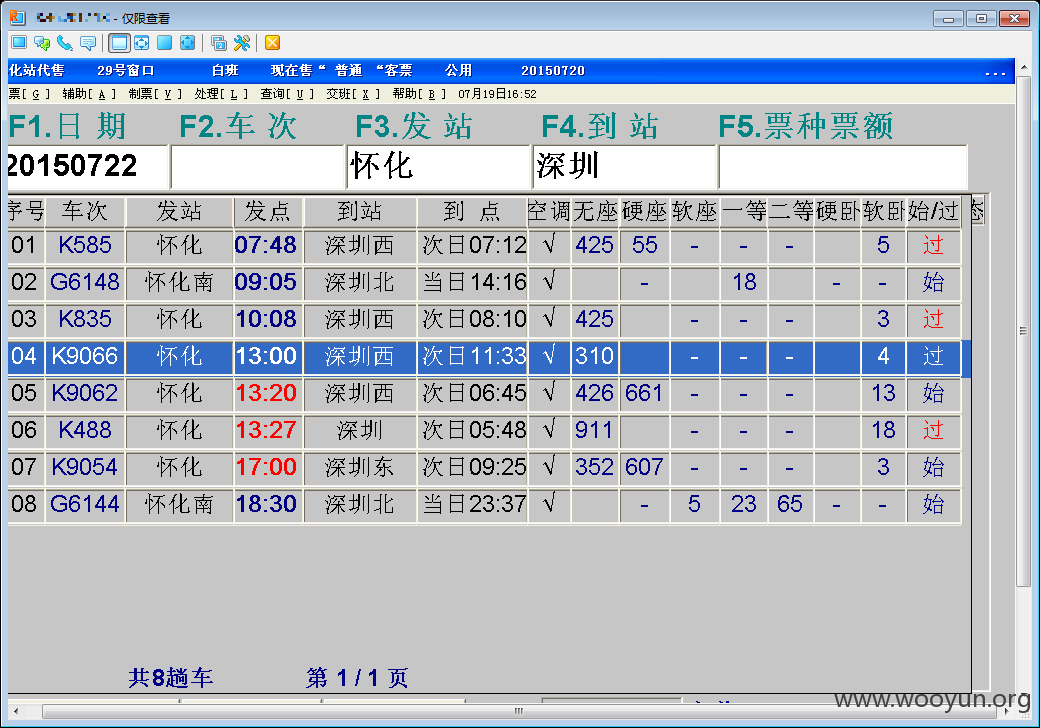 - 仅限查看
化站代售 29号窗口 白班 现在售“ 普通 “客票 公用 20150720 ...
票[ G ] 辅助[ A ] 制票[ V ] 处理[ L ] 查询[ U ] 交班[ X ] 帮助[ B ] 07月19日16:52
F1.日 期 F2.车 次 F3.发 站 F4.到 站 F5.票种票额
20150722 怀化 深圳
序号 车次 发站 发点 到站 到 点 空调 无座 硬座 软座 一等 二等 硬卧 软卧 始/过 态
01 K585 怀化 07:48 深圳西 次日07:12 √ 425 55 - - - 5 过
02 G6148 怀化南 09:05 深圳北 当日14:16 √ - 18 - - 始
03 K835 怀化 10:08 深圳西 次日08:10 √ 425 - - - 3 过
04 K9066 怀化 13:00 深圳西 次日11:33 √ 310 - - - 4 过
05 K9062 怀化 13:20 深圳西 次日06:45 √ 426 661 - - - 13 始
06 K488 怀化 13:27 深圳 次日05:48 √ 911 - - - 18 过
07 K9054 怀化 17:00 深圳东 次日09:25 √ 352 607 - - - 3 始
08 G6144 怀化南 18:30 深圳北 当日23:37 √ - 5 23 65 - - 始
共8趟车 第 1 / 1 页
www.wooyun.org